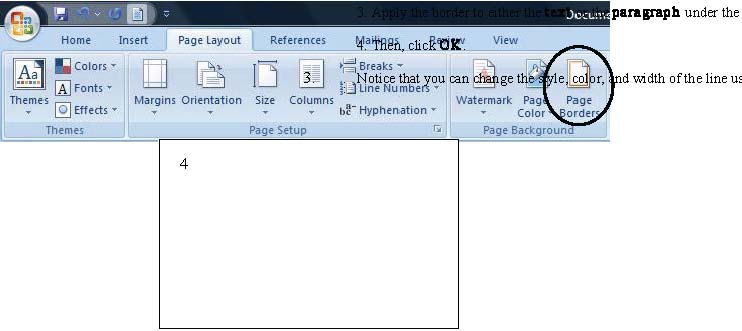 3. Apply the border to either the text or the paragraph under the
Docume
4. Then, click OK.
Home Insert Page Layout References Mailings Review View
Colors Breaks
3. Notice that you can change the style, color, and width of the line us
Fonts Line Numbers
Themes Margins Orientation Size Columns Watermark Page Color Page Borders
Effects Hyphenation
Themes Page Setup Page Background
4